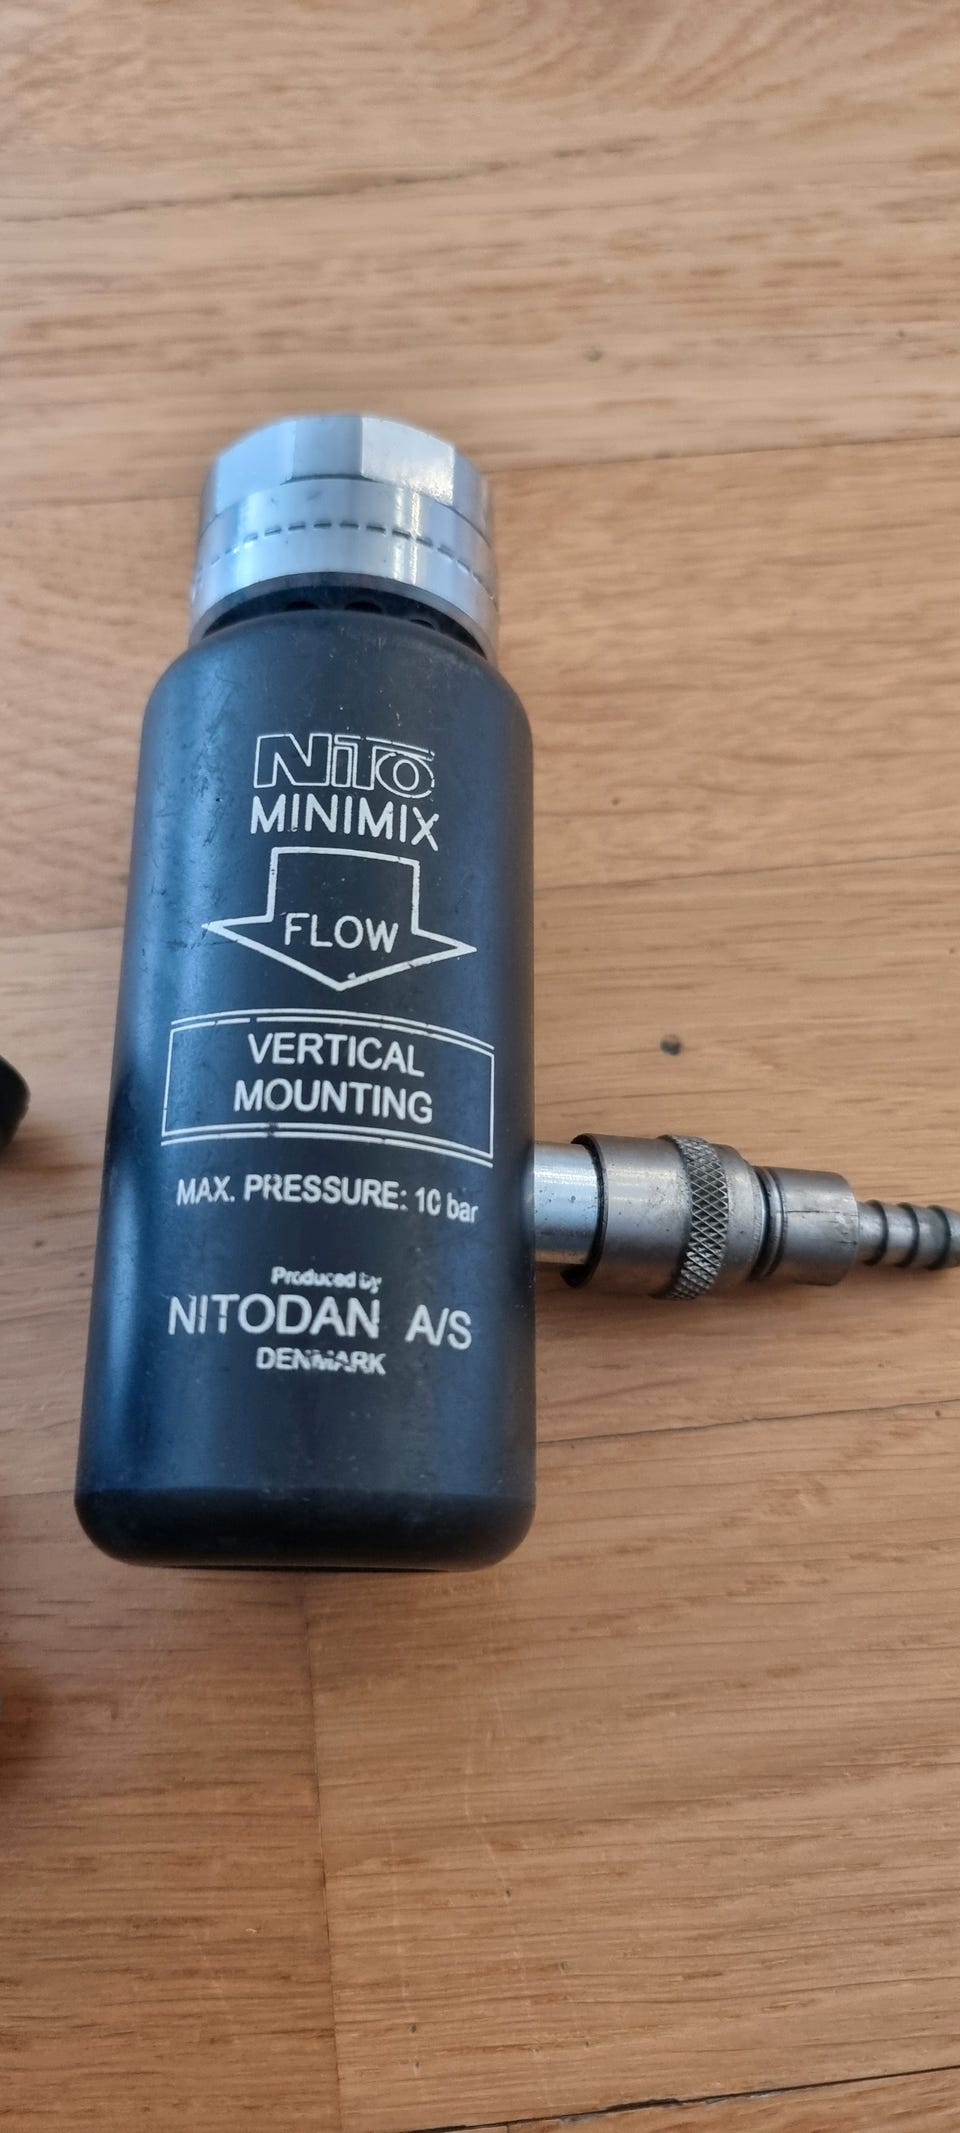 NiTO
MINIMIX
FLOW
VERTICAL
MOUNTING
MAX. PRESSURE: 10 bar
Produced by
NITODAN A/S
DENMARK